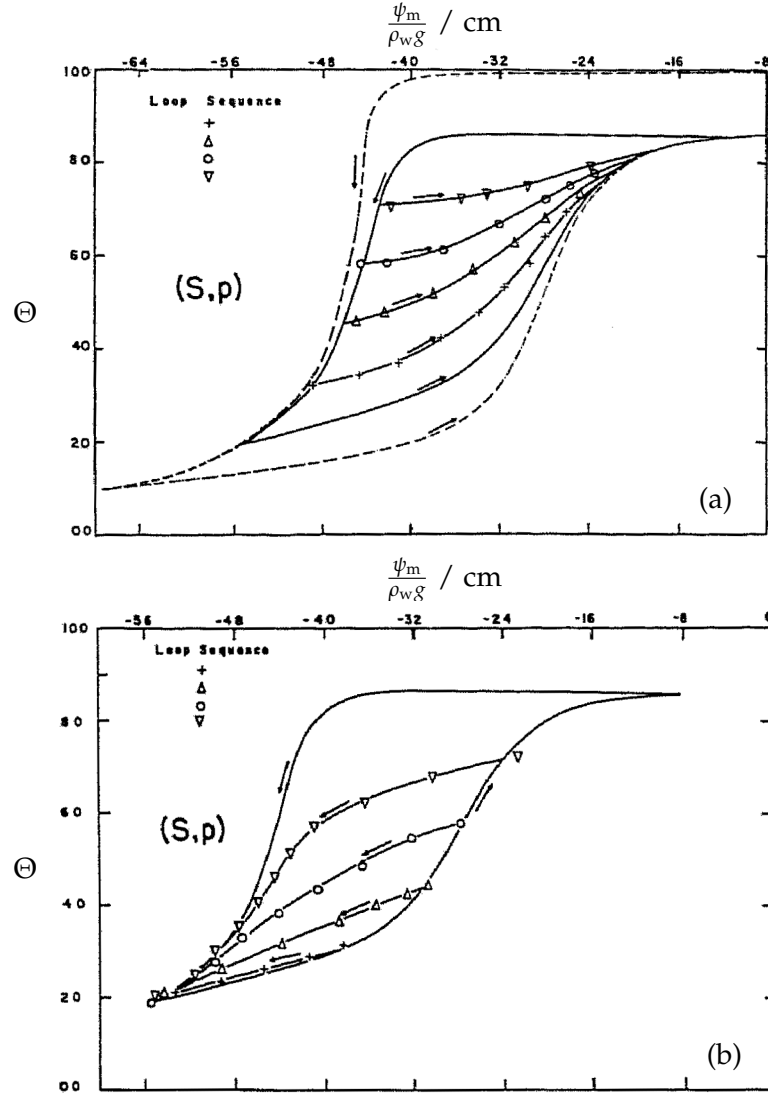 ψm/ρwg / cm
-64 -56 -48 -40 -32 -24 -16 -8
100
Loop Sequence
+
△
○
▽
80
60
(S,p)
Θ
40
20
(a)
00
ψm/ρwg / cm
-56 -48 -40 -32 -24 -16 -8 0
100
Loop Sequence
+
△
○
▽
80
60
(S,p)
Θ
40
20
(b)
00